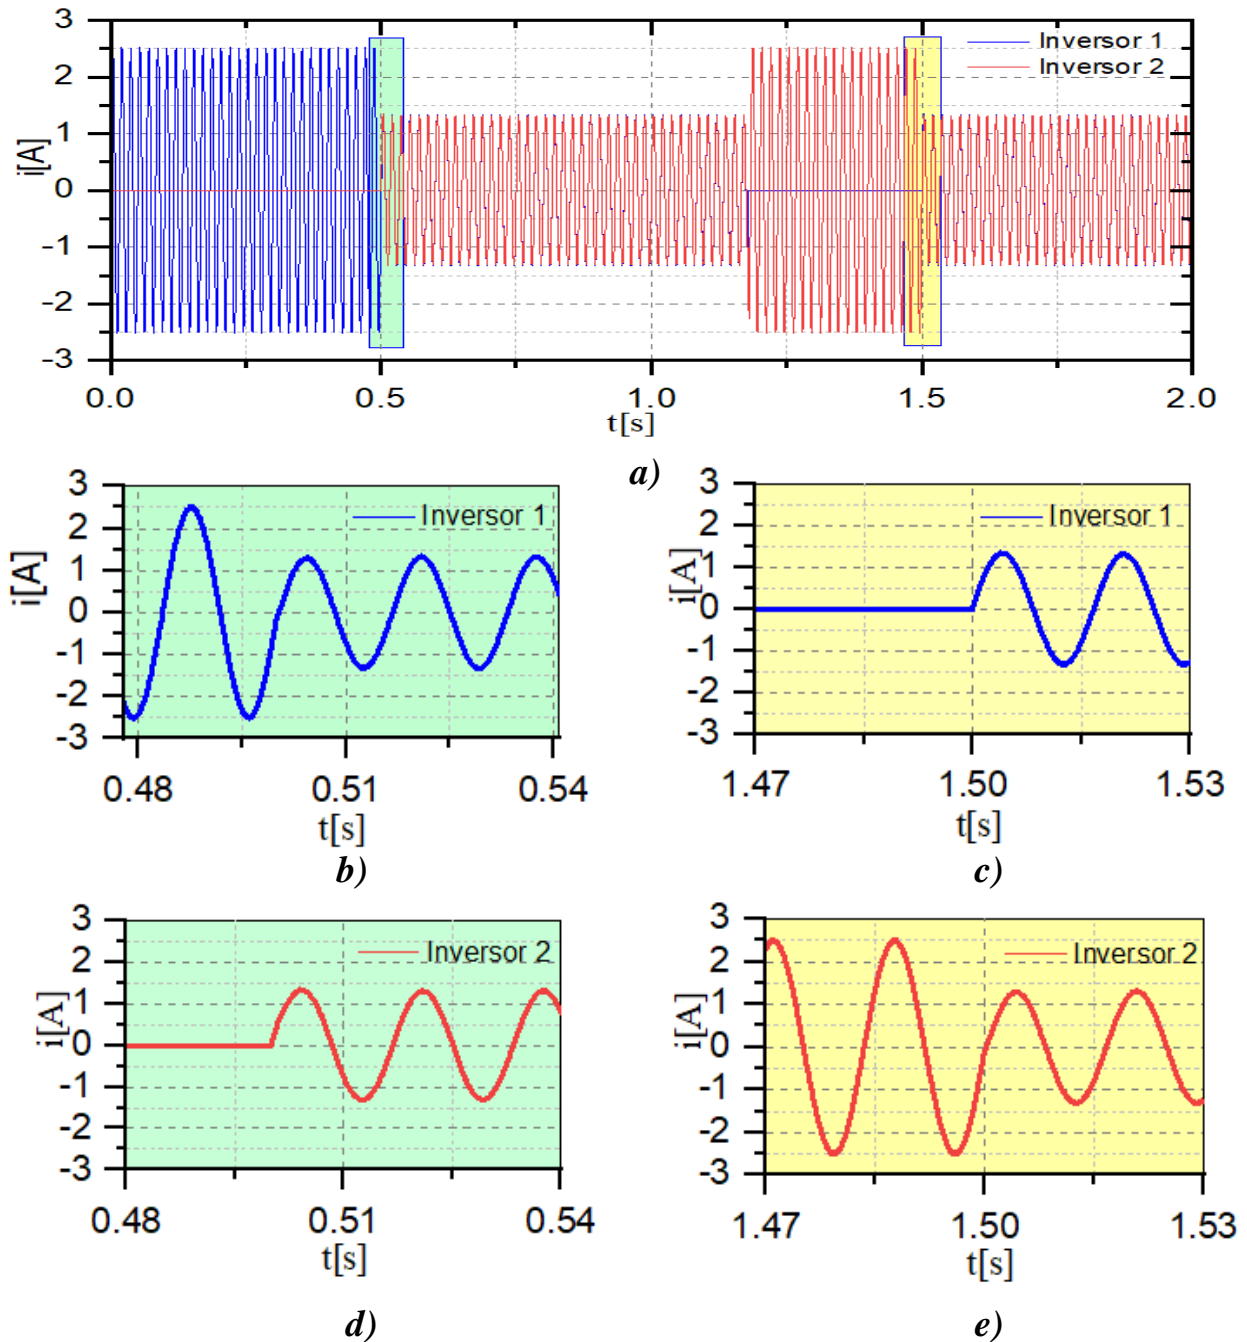 3
2
1
0
-1
-2
-3
i[A]
Inversor 1
Inversor 2
0.0 0.5 1.0 1.5 2.0
t[s]
a)
3
2
1
0
-1
-2
-3
i[A]
Inversor 1
0.48 0.51 0.54
t[s]
b)
3
2
1
0
-1
-2
-3
i[A]
Inversor 1
1.47 1.50 1.53
t[s]
c)
3
2
1
0
-1
-2
-3
i[A]
Inversor 2
0.48 0.51 0.54
t[s]
d)
3
2
1
0
-1
-2
-3
i[A]
Inversor 2
1.47 1.50 1.53
t[s]
e)